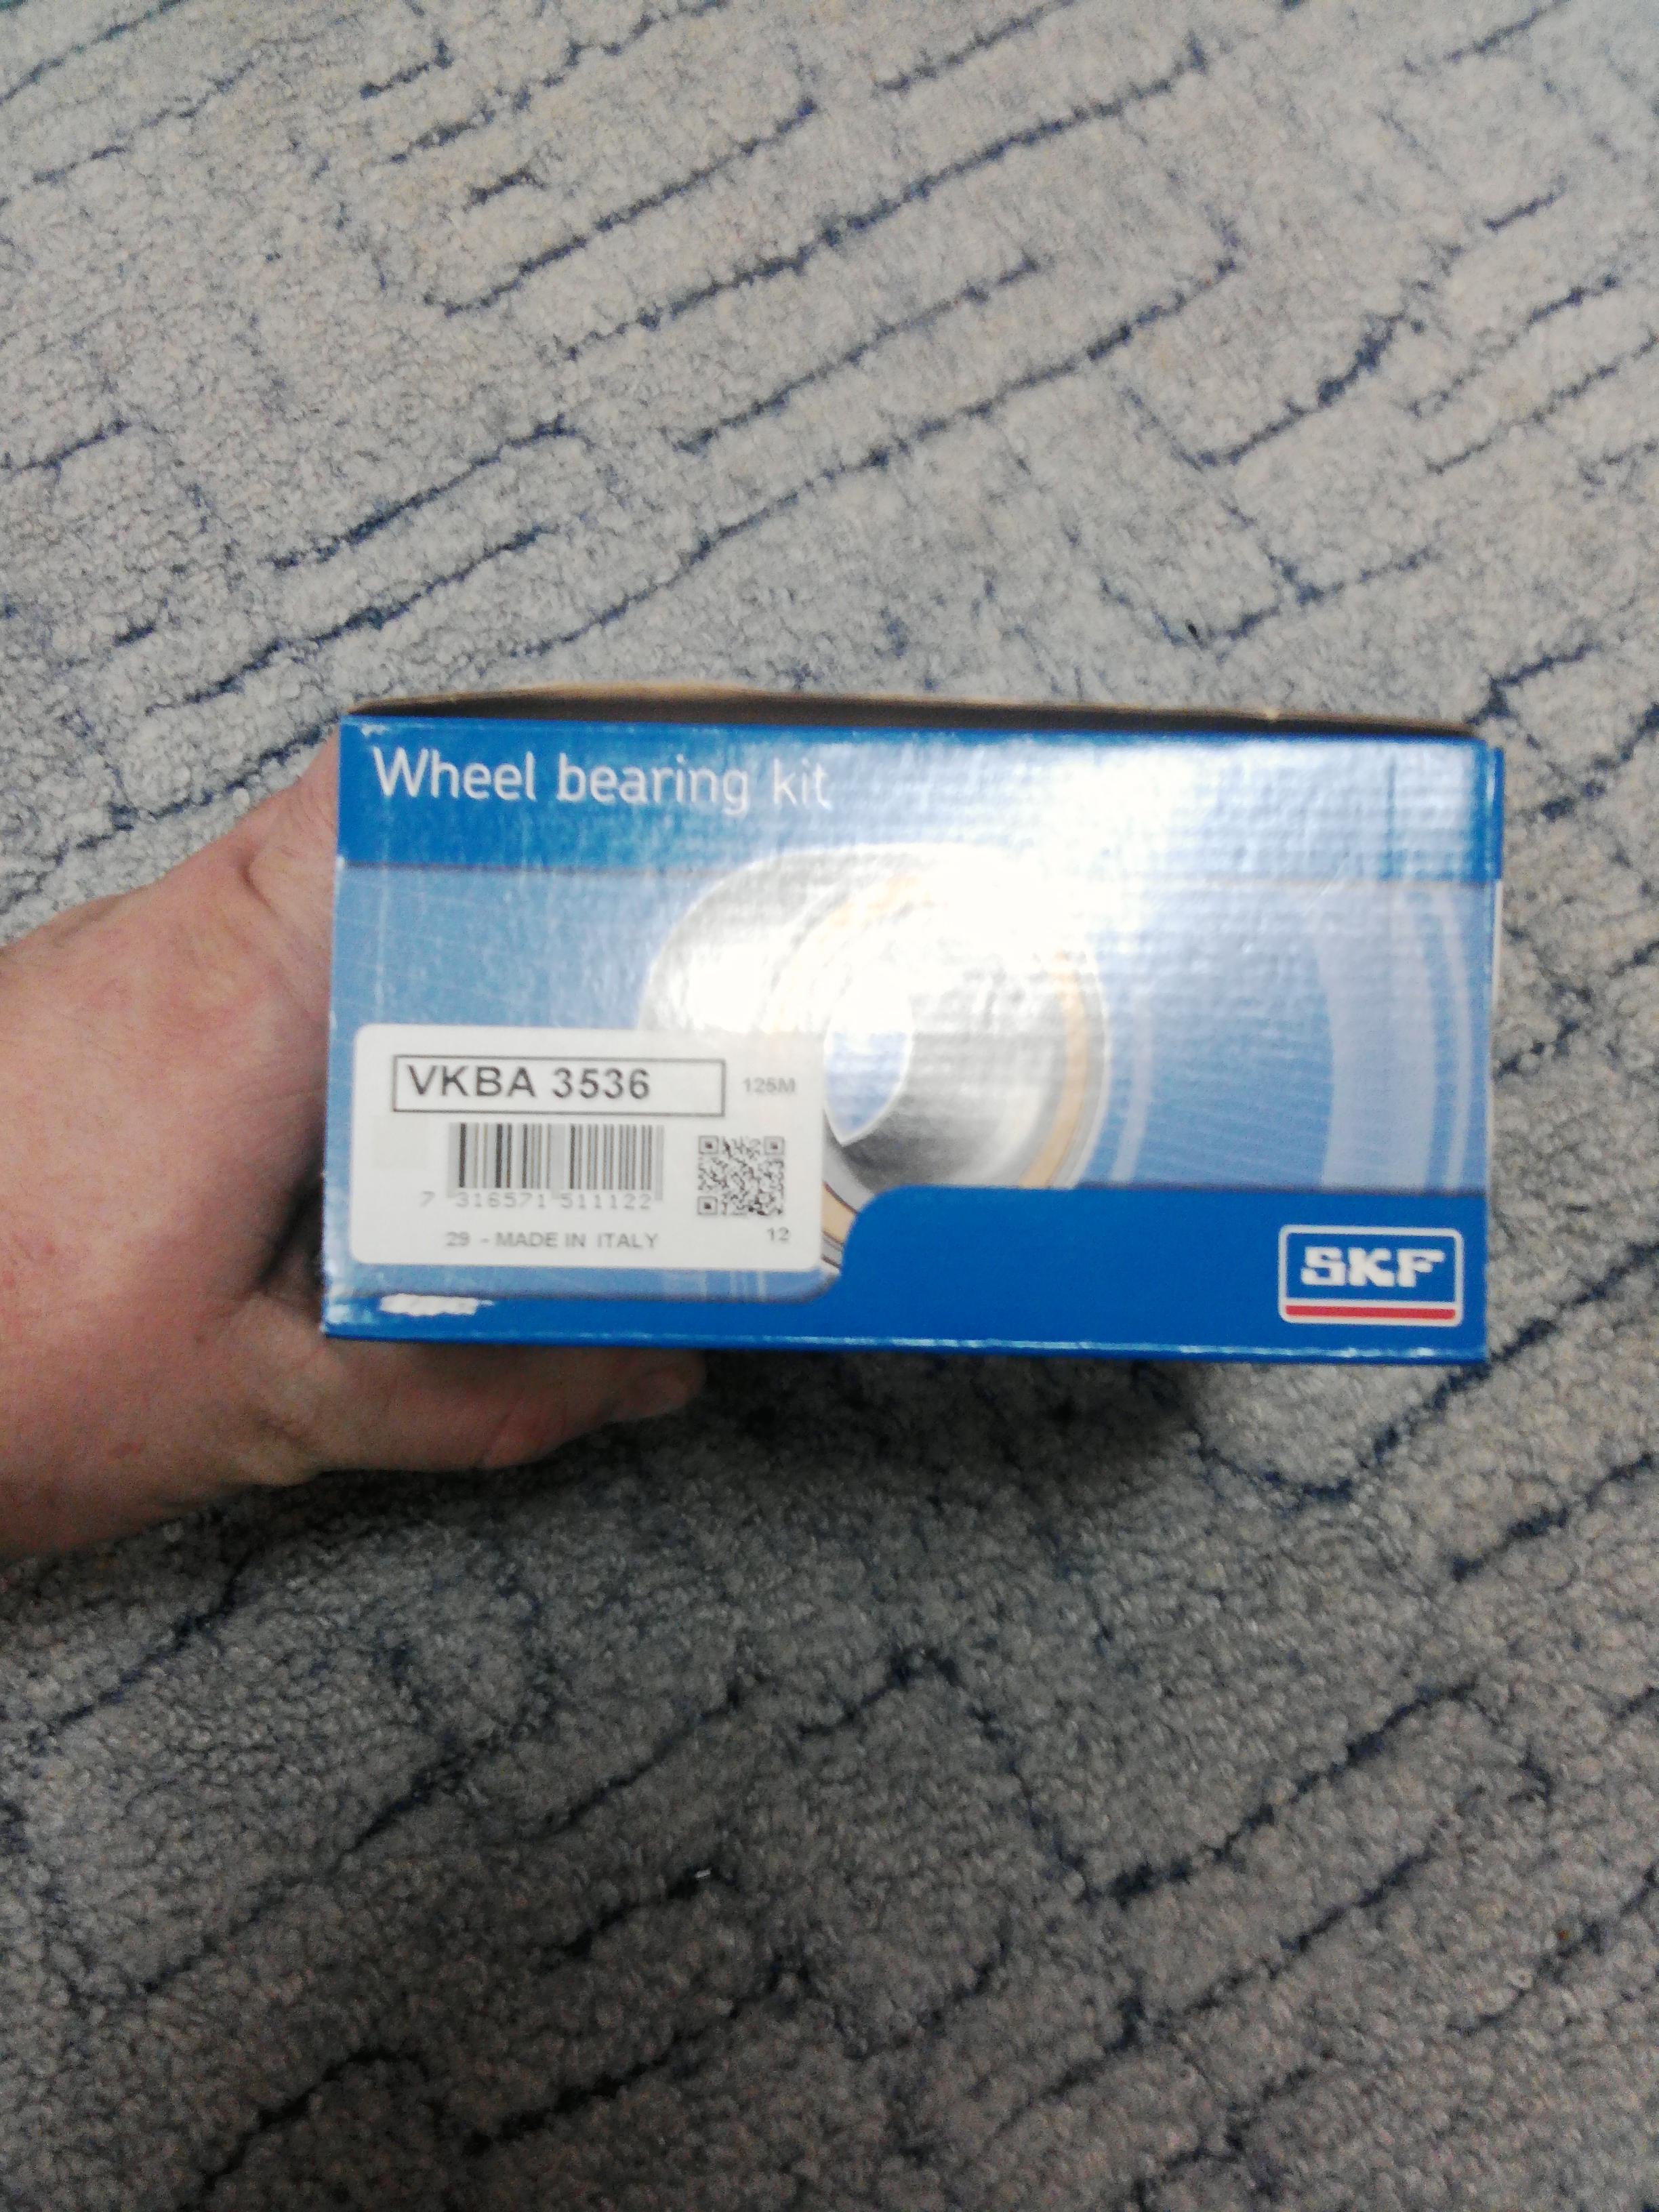 Wheel bearing kit
VKBA 3536
125M
7 316571 511122
29 - MADE IN ITALY
12
SKF